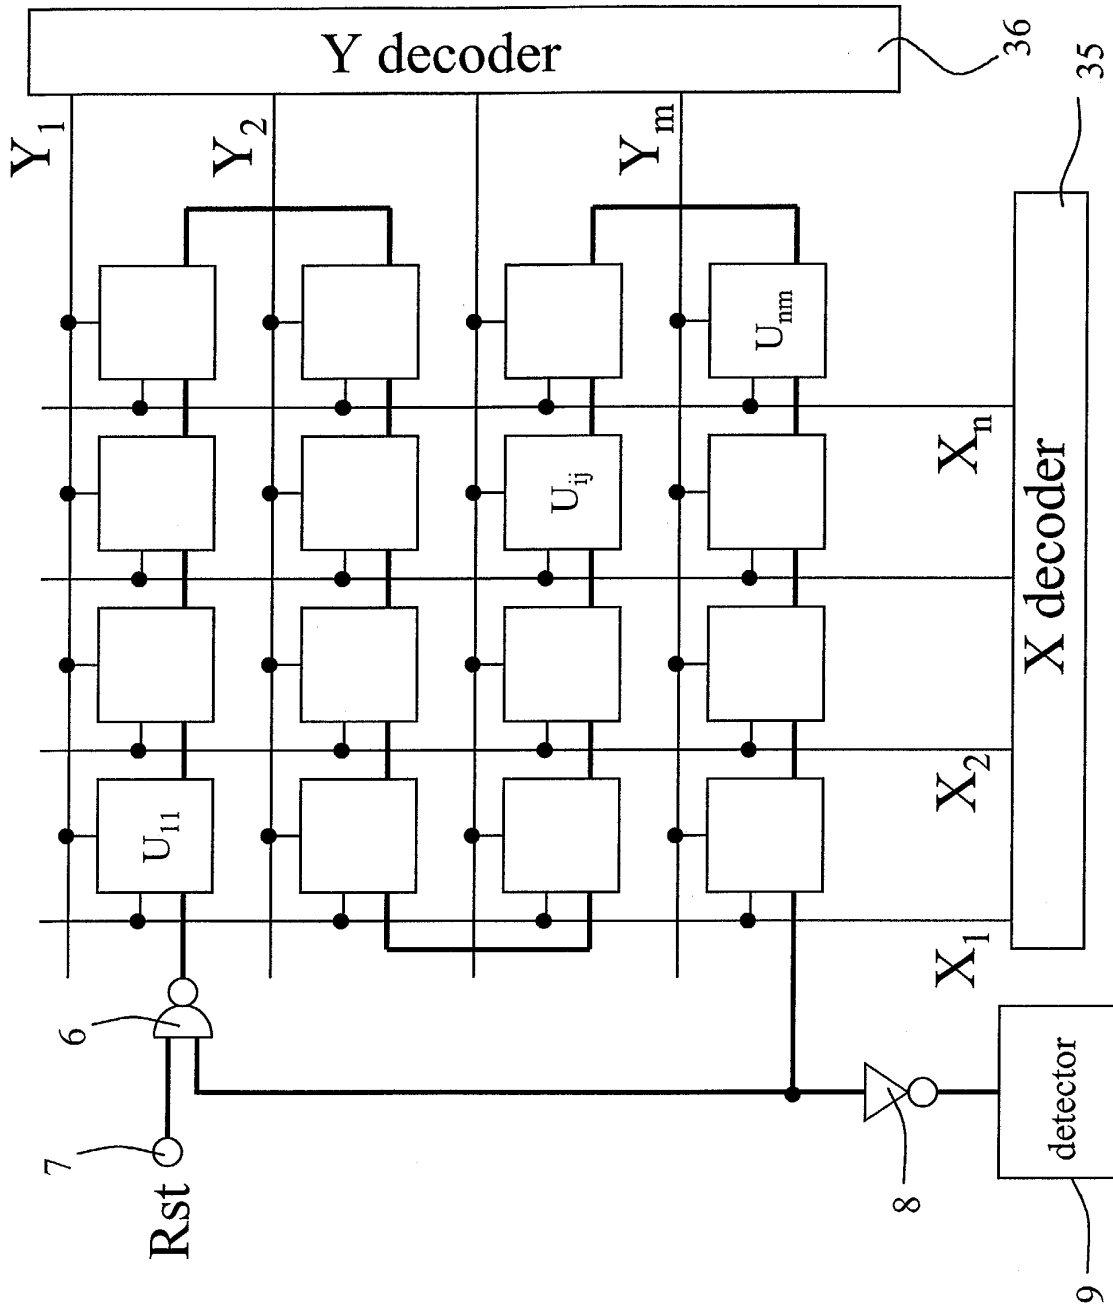 Y decoder
36
35
Y1
Y2
Ym
Unm
Uij
U11
Xn
X2
X1
X decoder
6
7
Rst
8
detector
9